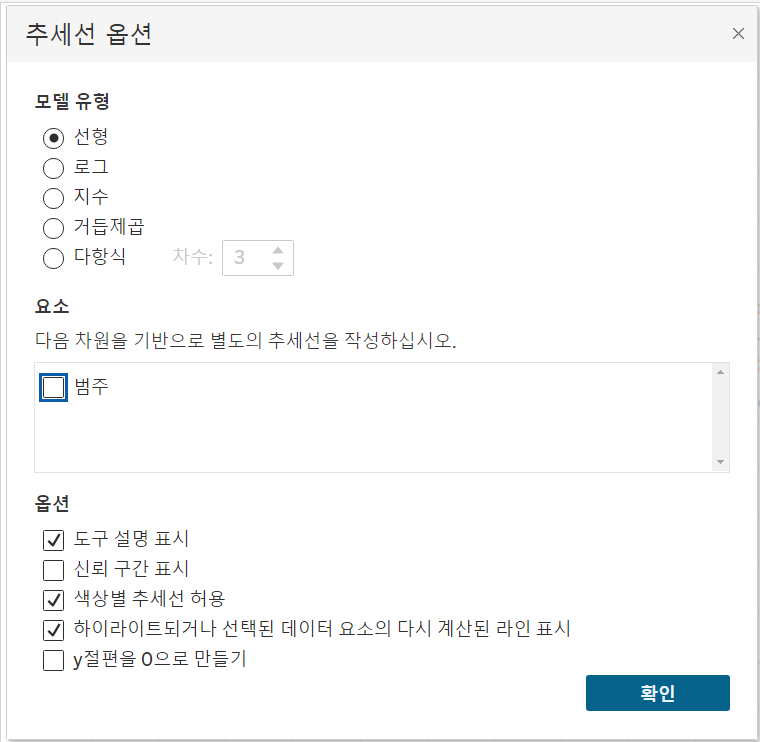 추세선 옵션
모델 유형
선형
로그
지수
거듭제곱
다항식 차수: 3
요소
다음 차원을 기반으로 별도의 추세선을 작성하십시오.
범주
옵션
도구 설명 표시
신뢰 구간 표시
색상별 추세선 허용
하이라이트되거나 선택된 데이터 요소의 다시 계산된 라인 표시
y절편을 0으로 만들기
확인